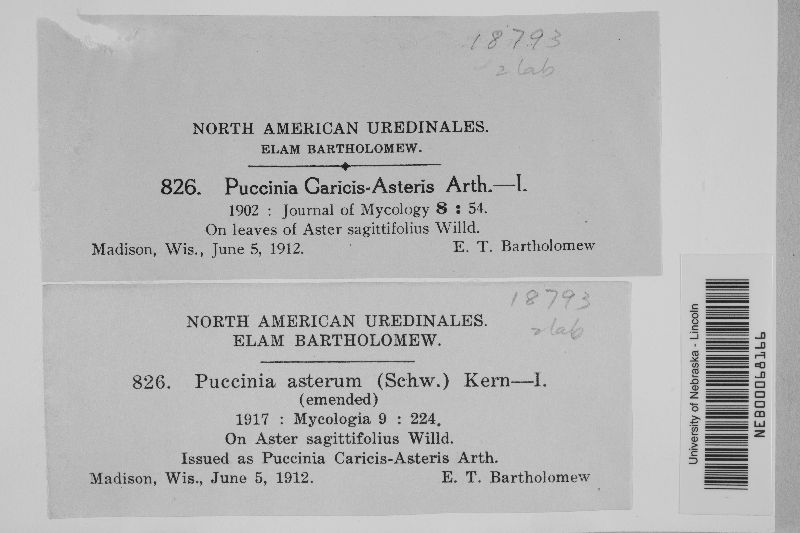 18793
2 lab
NORTH AMERICAN UREDINALES.
ELAM BARTHOLOMEW.
826. Puccinia Caricis-Asteris Arth.—I.
1902 : Journal of Mycology 8 : 54.
On leaves of Aster sagittifolius Willd.
Madison, Wis., June 5, 1912. E. T. Bartholomew
18793
2 lab
NORTH AMERICAN UREDINALES.
ELAM BARTHOLOMEW.
826. Puccinia asterum (Schw.) Kern—I.
(emended)
1917 : Mycologia 9 : 224.
On Aster sagittifolius Willd.
Issued as Puccinia Caricis-Asteris Arth.
Madison, Wis., June 5, 1912. E. T. Bartholomew
University of Nebraska - Lincoln
NEB00068166